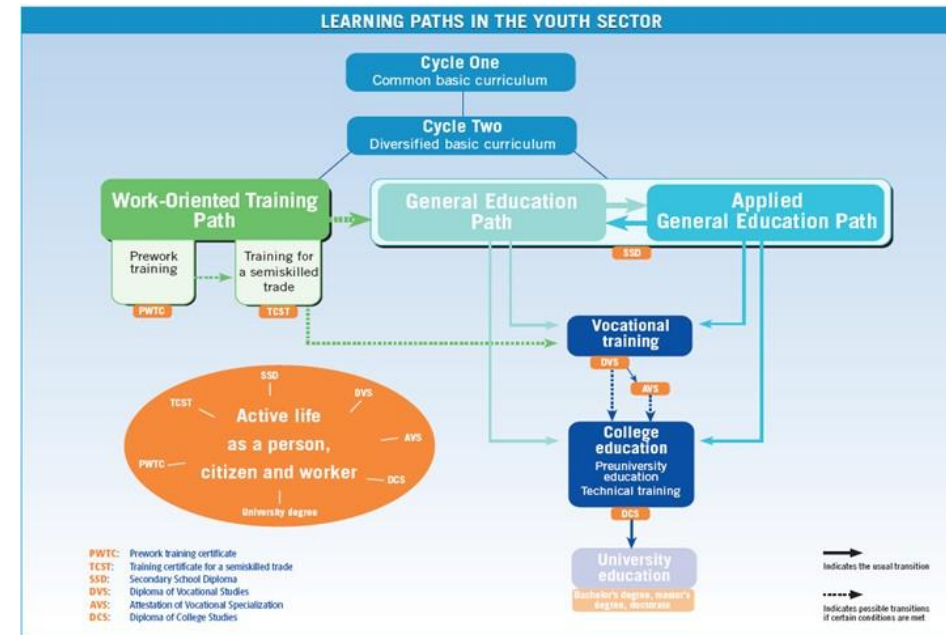 LEARNING PATHS IN THE YOUTH SECTOR
Cycle One
Common basic curriculum
Cycle Two
Diversified basic curriculum
Work-Oriented Training
Path
General Education
Path
Applied
General Education Path
SSD
Prework
training
Training for
a semiskilled
trade
PWTC
TCST
Vocational
training
DVS
AVS
SSD
DVS
TCST
Active life
as a person,
citizen and worker
AVS
PWTC
DCS
University degree
College
education
Preuniversity
education
Technical training
DCS
University
education
Bachelor's degree, master's
degree, doctorate
PWTC: Prework training certificate
TCST: Training certificate for a semiskilled trade
SSD: Secondary School Diploma
DVS: Diploma of Vocational Studies
AVS: Attestation of Vocational Specialization
DCS: Diploma of College Studies
Indicates the usual transition
Indicates possible transitions
if certain conditions are met